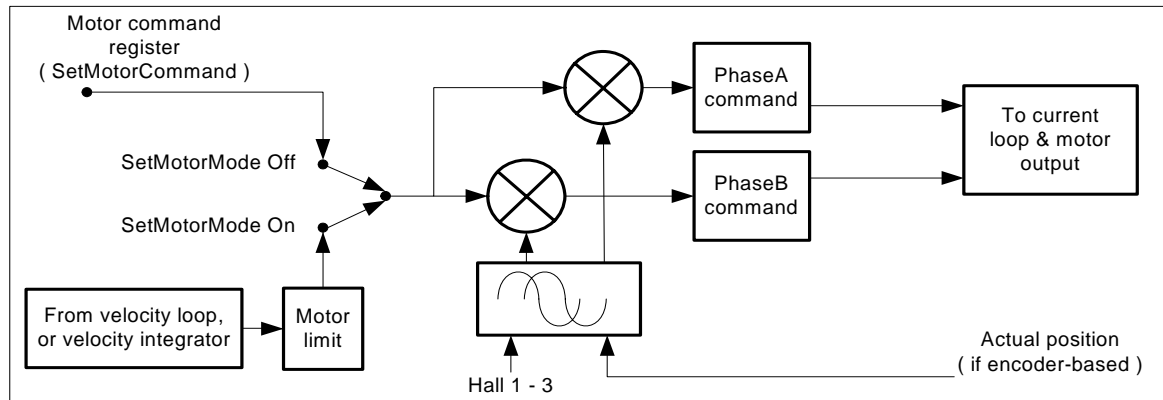 Motor command
register
( SetMotorCommand )
SetMotorMode Off
SetMotorMode On
From velocity loop,
or velocity integrator
Motor
limit
PhaseA
command
PhaseB
command
To current
loop & motor
output
Hall 1 - 3
Actual position
( if encoder-based )